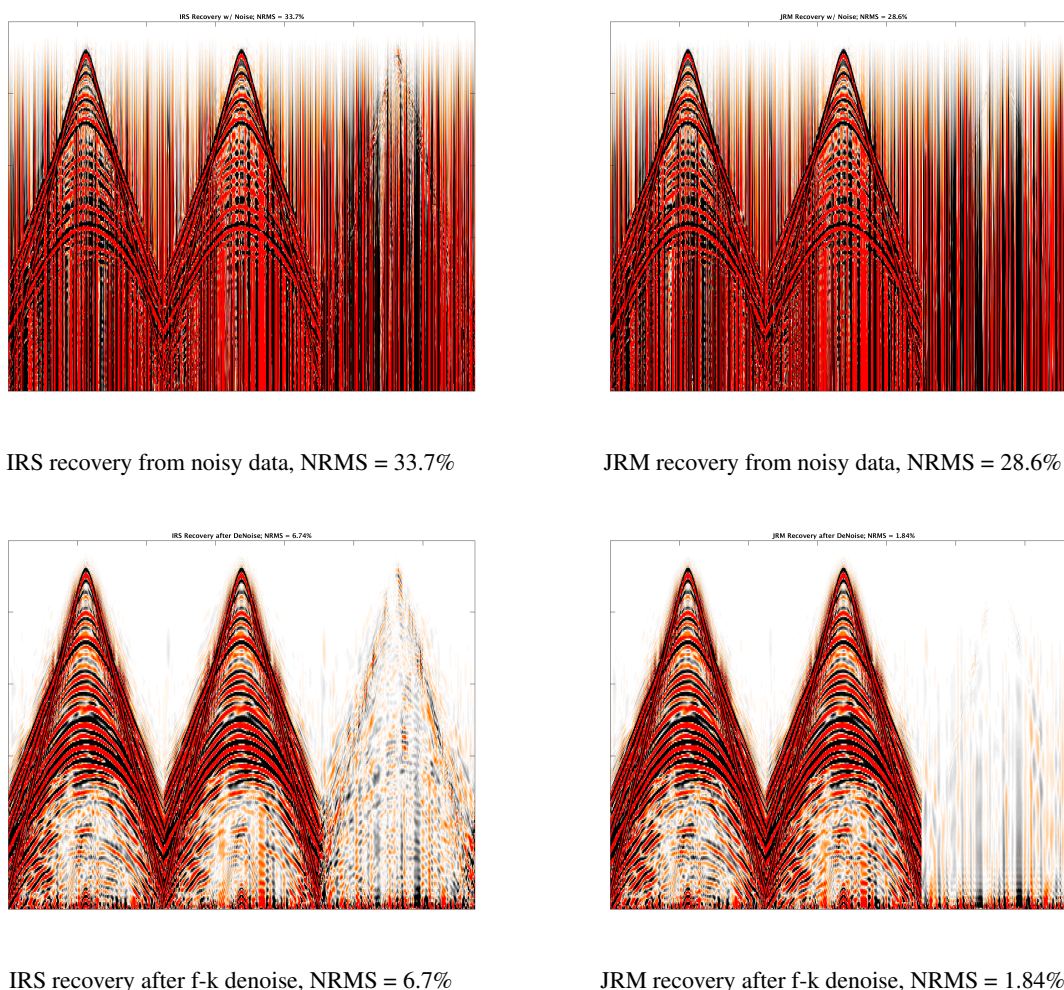 IRS Recovery w/ Noise; NRMS = 33.7%
JRM Recovery w/ Noise; NRMS = 28.6%
IRS recovery from noisy data, NRMS = 33.7%
JRM recovery from noisy data, NRMS = 28.6%
IRS Recovery after DeNoise; NRMS = 6.74%
JRM Recovery after DeNoise; NRMS = 1.84%
IRS recovery after f-k denoise, NRMS = 6.7%
JRM recovery after f-k denoise, NRMS = 1.84%